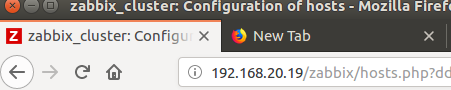 zabbix_cluster: Configuration of hosts - Mozilla Firef
Z zabbix_cluster: Configur New Tab
192.168.20.19/zabbix/hosts.php?dd